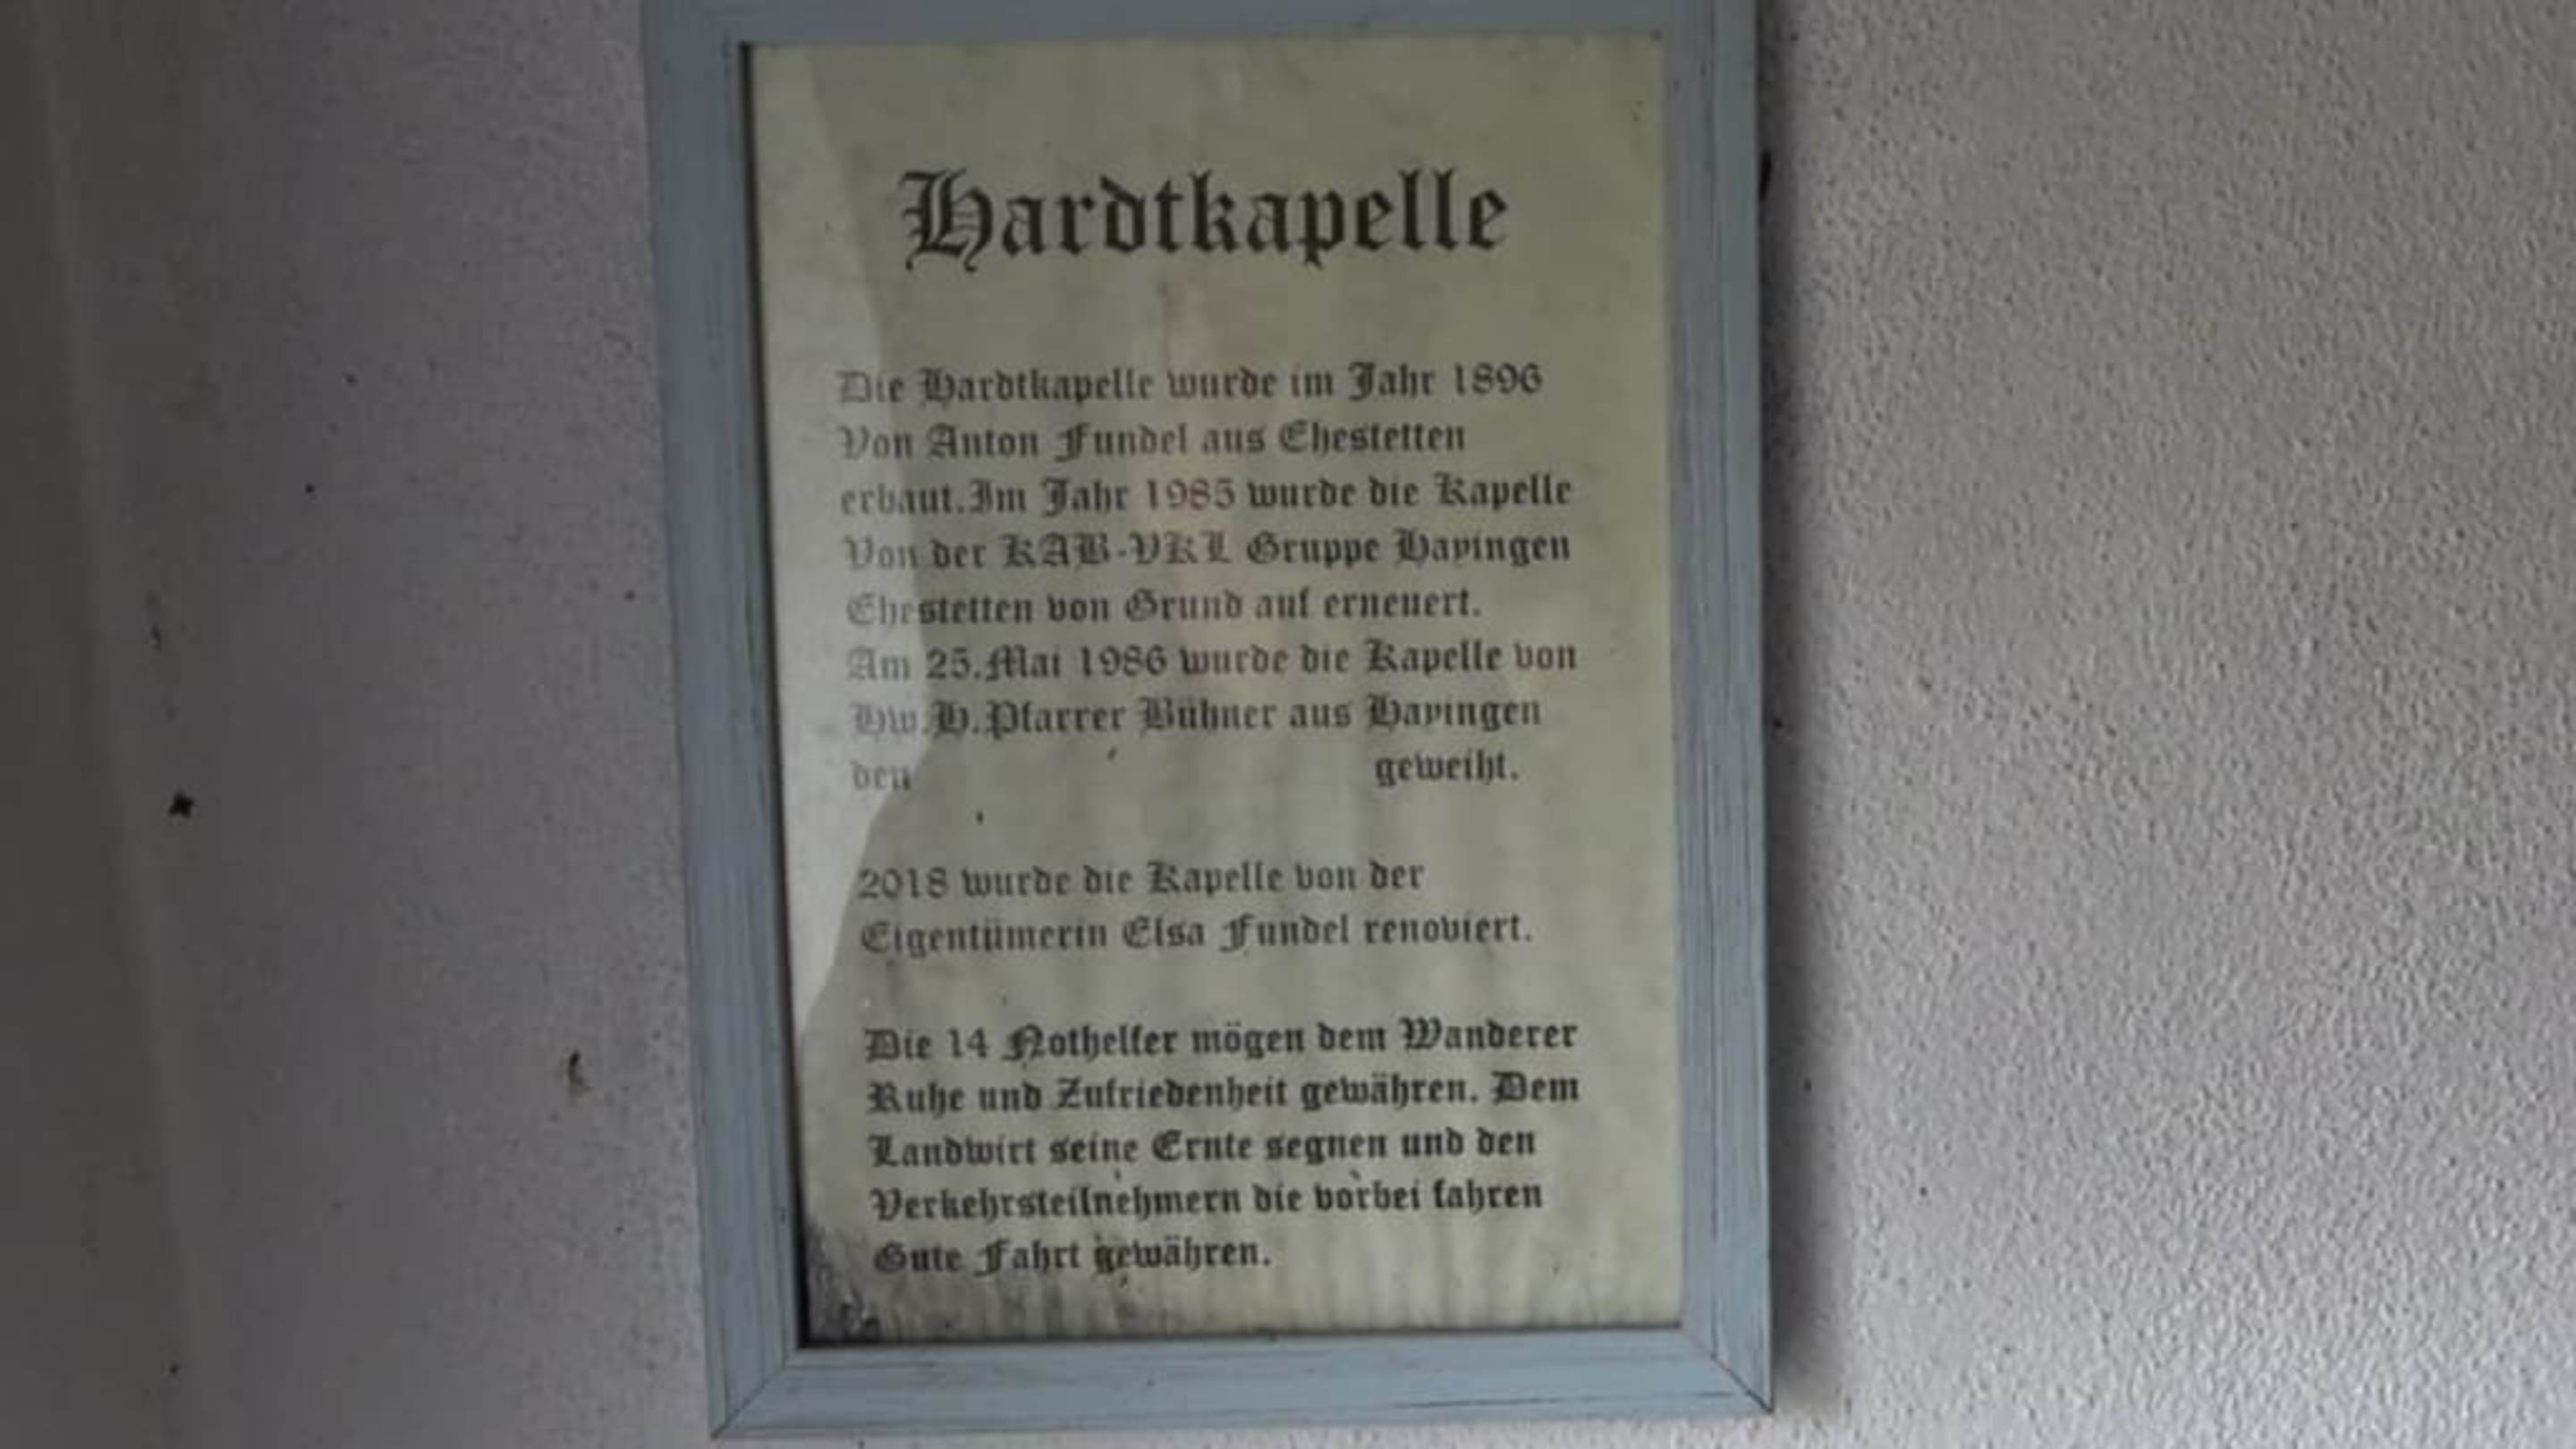 Hardtkapelle
Die Hardtkapelle wurde im Jahr 1896
Von Anton Fundel aus Ehestetten
erbaut.Im Jahr 1985 wurde die Kapelle
Von der KAB-VKL Gruppe Hayingen
Ehestetten von Grund auf erneuert.
Am 25.Mai 1986 wurde die Kapelle von
Hw.H.Pfarrer Bühner aus Hayingen
den geweiht.
2018 wurde die Kapelle von der
Eigentümerin Elsa Fundel renoviert.
Die 14 Nothelfer mögen dem Wanderer
Ruhe und Zufriedenheit gewähren. Dem
Landwirt seine Ernte segnen und den
Verkehrsteilnehmern die vorbei fahren
Gute Fahrt gewähren.